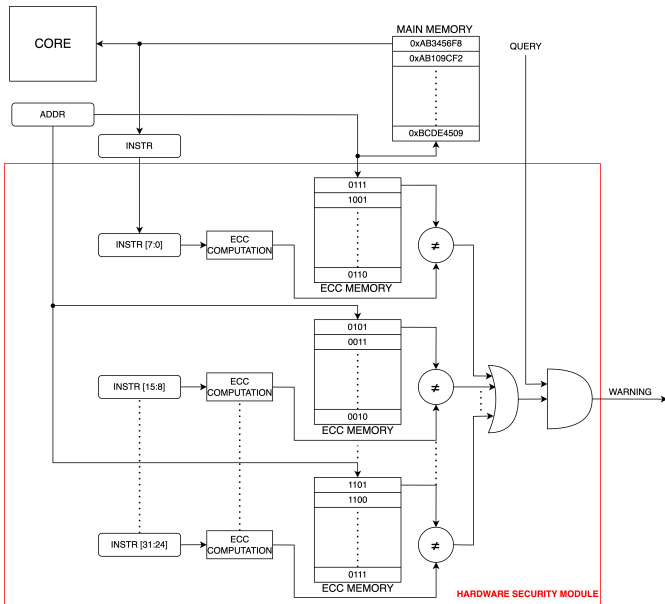 CORE
MAIN MEMORY
0xAB3456F8
0xAB109CF2
0xBCDE4509
QUERY
ADDR
INSTR
0111
1001
0110
ECC MEMORY
INSTR [7:0]
ECC
COMPUTATION
≠
0101
0011
0010
ECC MEMORY
INSTR [15:8]
ECC
COMPUTATION
≠
WARNING
1101
1100
0111
ECC MEMORY
INSTR [31:24]
ECC
COMPUTATION
≠
HARDWARE SECURITY MODULE